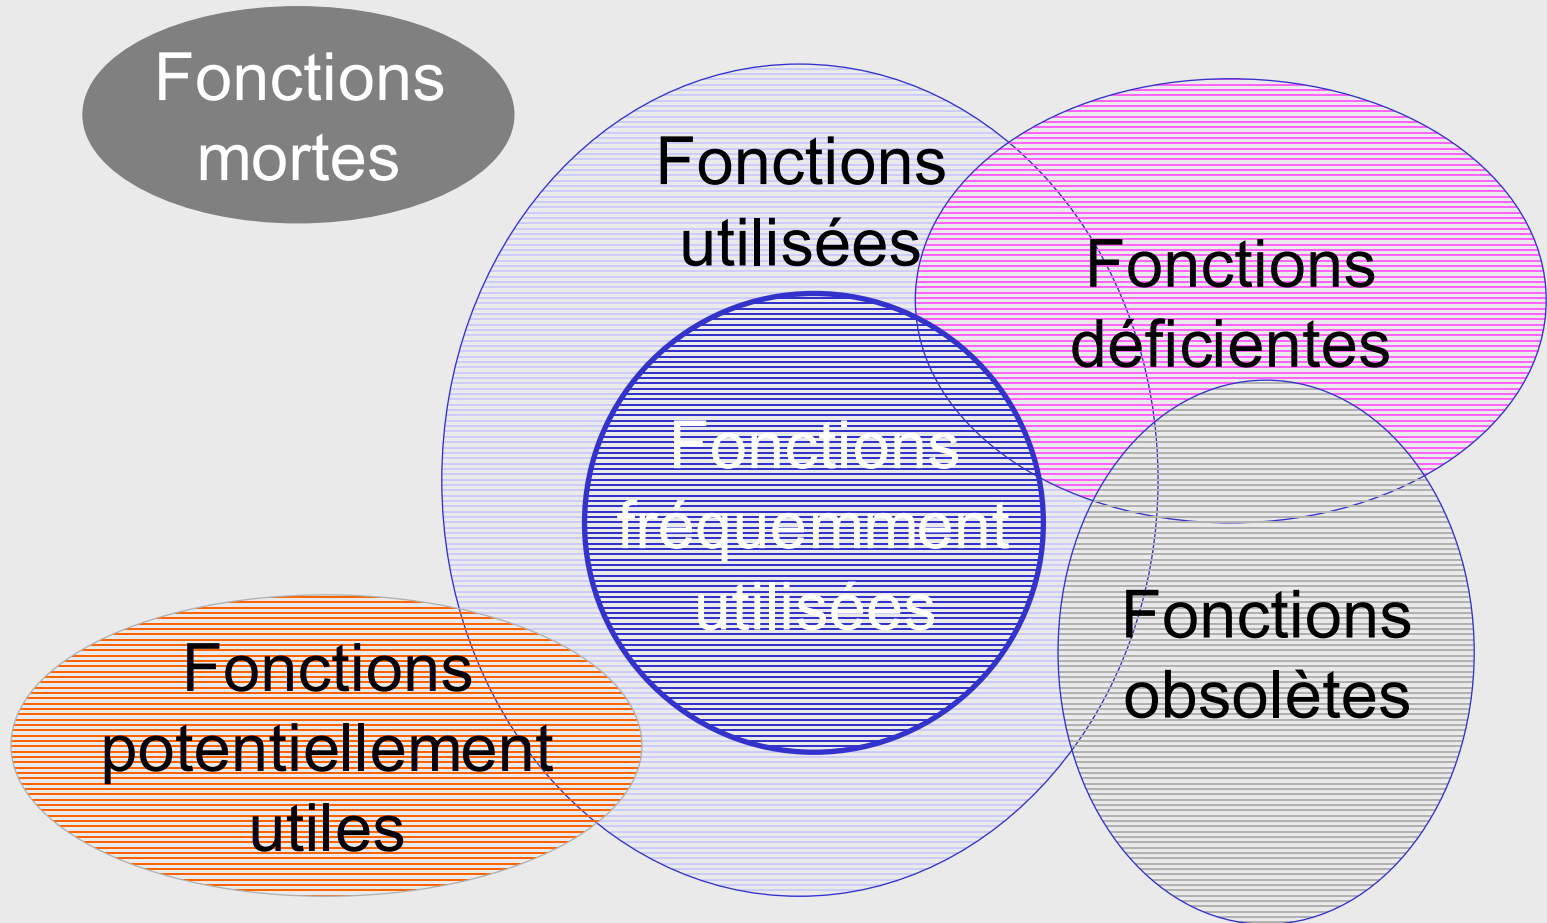 Fonctions
mortes
Fonctions
utilisées
Fonctions
déficientes
Fonctions
fréquemment
utilisées
Fonctions
obsolètes
Fonctions
potentiellement
utiles